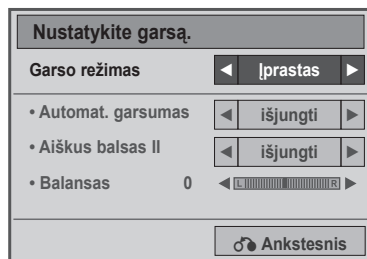 Nustatykite garsą.
Garso režimas ◄ Įprastas ►
• Automat. garsumas ◄ išjungti ►
• Aiškus balsas II ◄ išjungti ►
• Balansas 0 ◄ L R ►
Ankstesnis